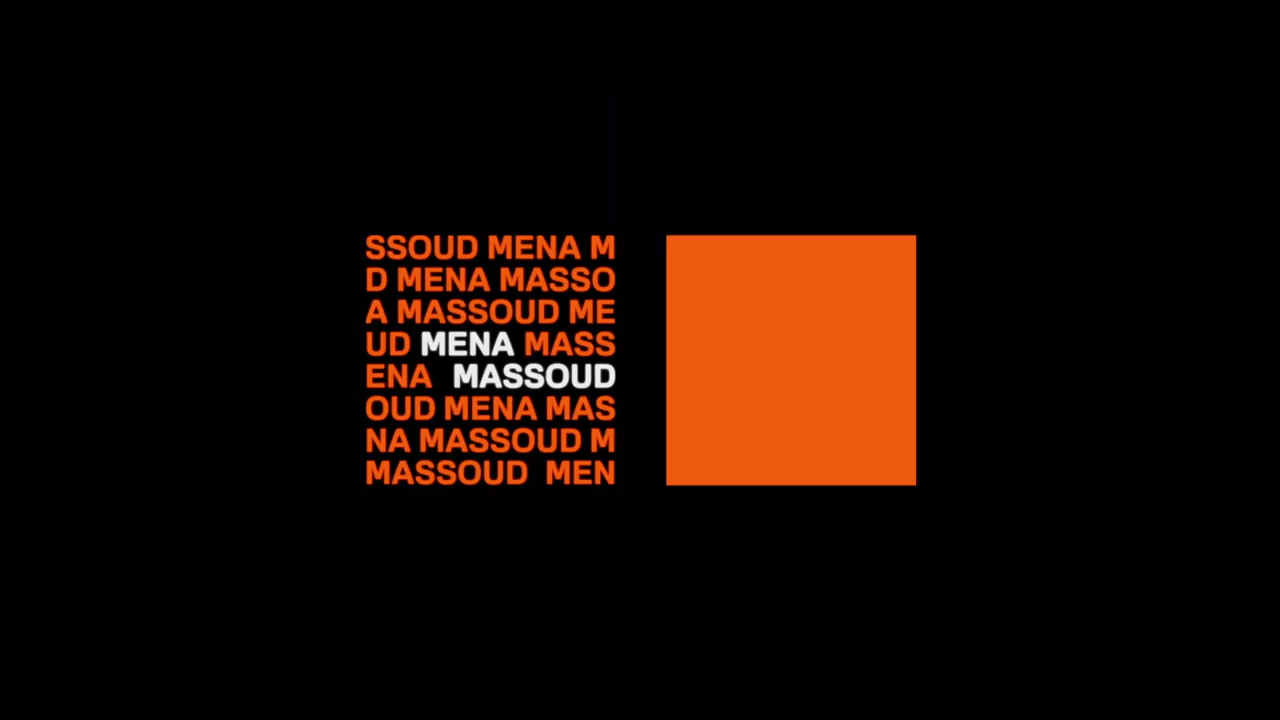 SSOUD MENA M
D MENA MASSO
A MASSOUD ME
UD MENA MASS
ENA MASSOUD
OUD MENA MAS
NA MASSOUD M
MASSOUD MEN